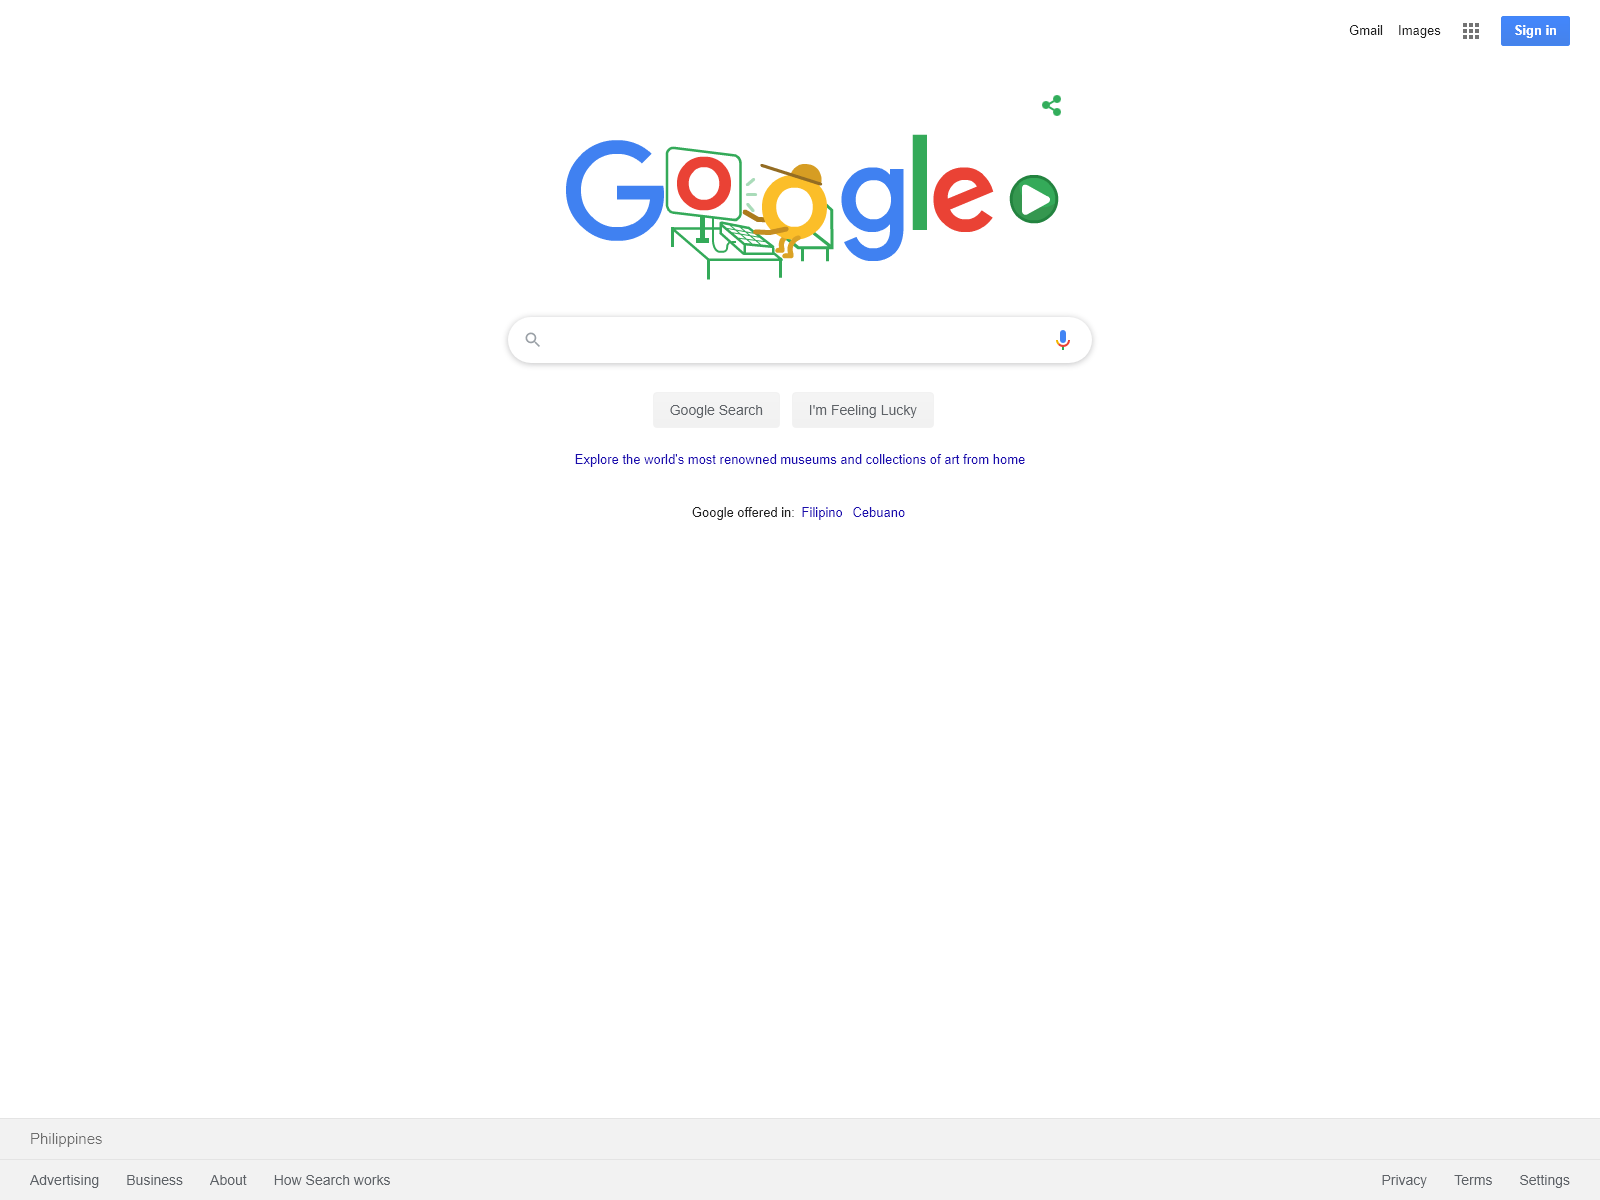 Gmail Images Sign in
Google
Google Search I'm Feeling Lucky
Explore the world's most renowned museums and collections of art from home
Google offered in: Filipino Cebuano
Philippines
Advertising Business About How Search works Privacy Terms Settings